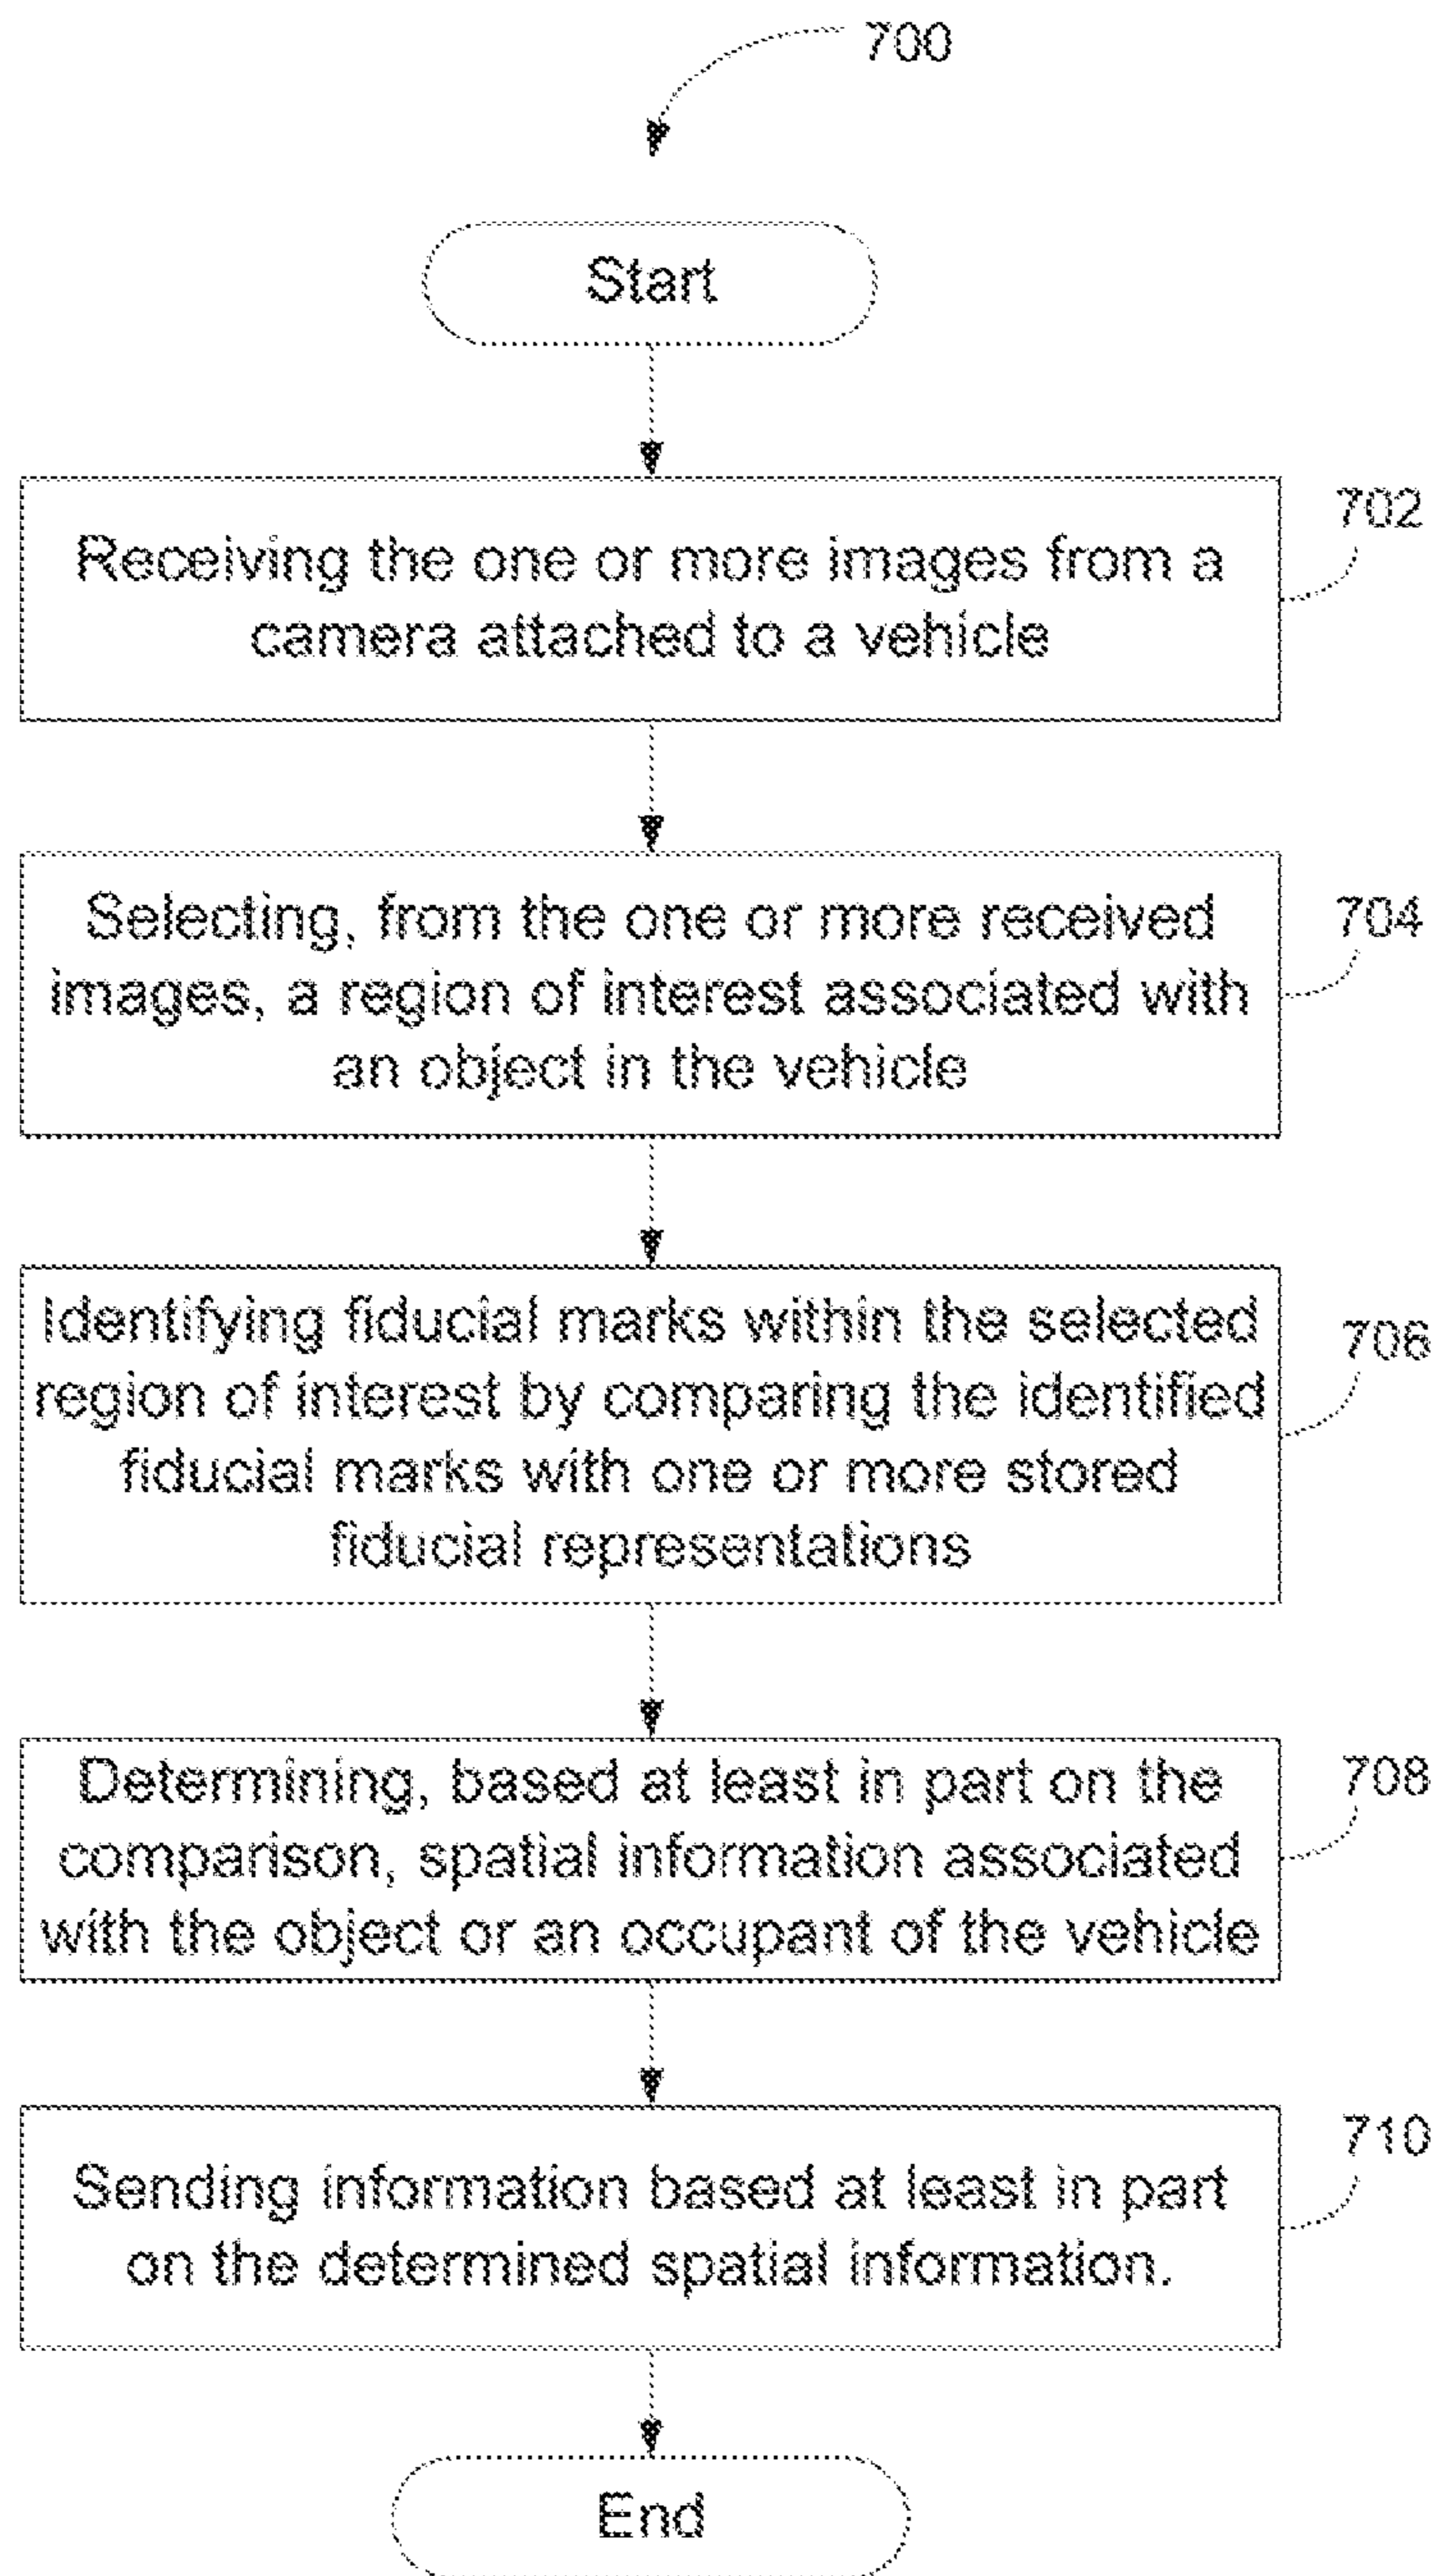 700
Start
Receiving the one or more images from a
camera attached to a vehicle
702
Selecting, from the one or more received
images, a region of interest associated with
an object in the vehicle
704
Identifying fiducial marks within the selected
region of interest by comparing the identified
fiducial marks with one or more stored
fiducial representations
706
Determining, based at least in part on the
comparison, spatial information associated
with the object or an occupant of the vehicle
708
Sending information based at least in part
on the determined spatial information.
710
End